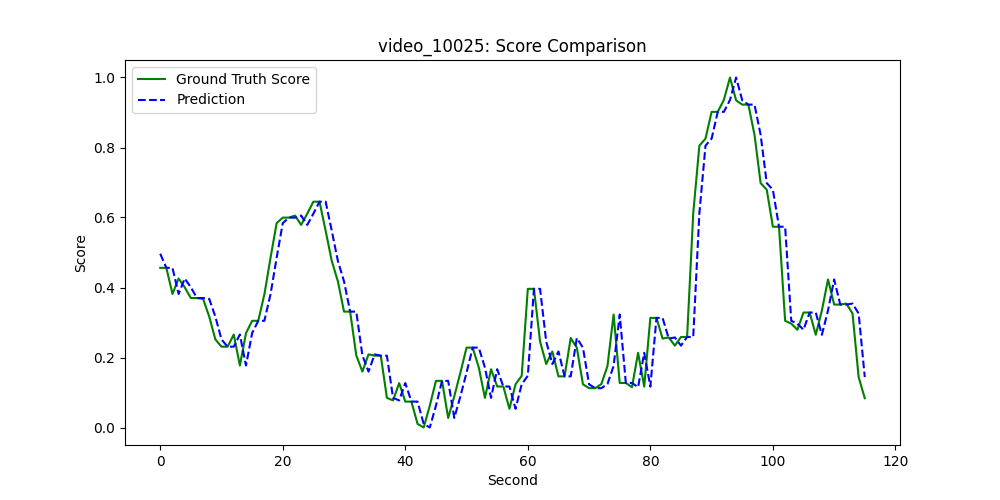 video_10025: Score Comparison
Ground Truth Score
Prediction
1.0
0.8
0.6
0.4
0.2
0.0
Score
0
20
40
60
80
100
120
Second